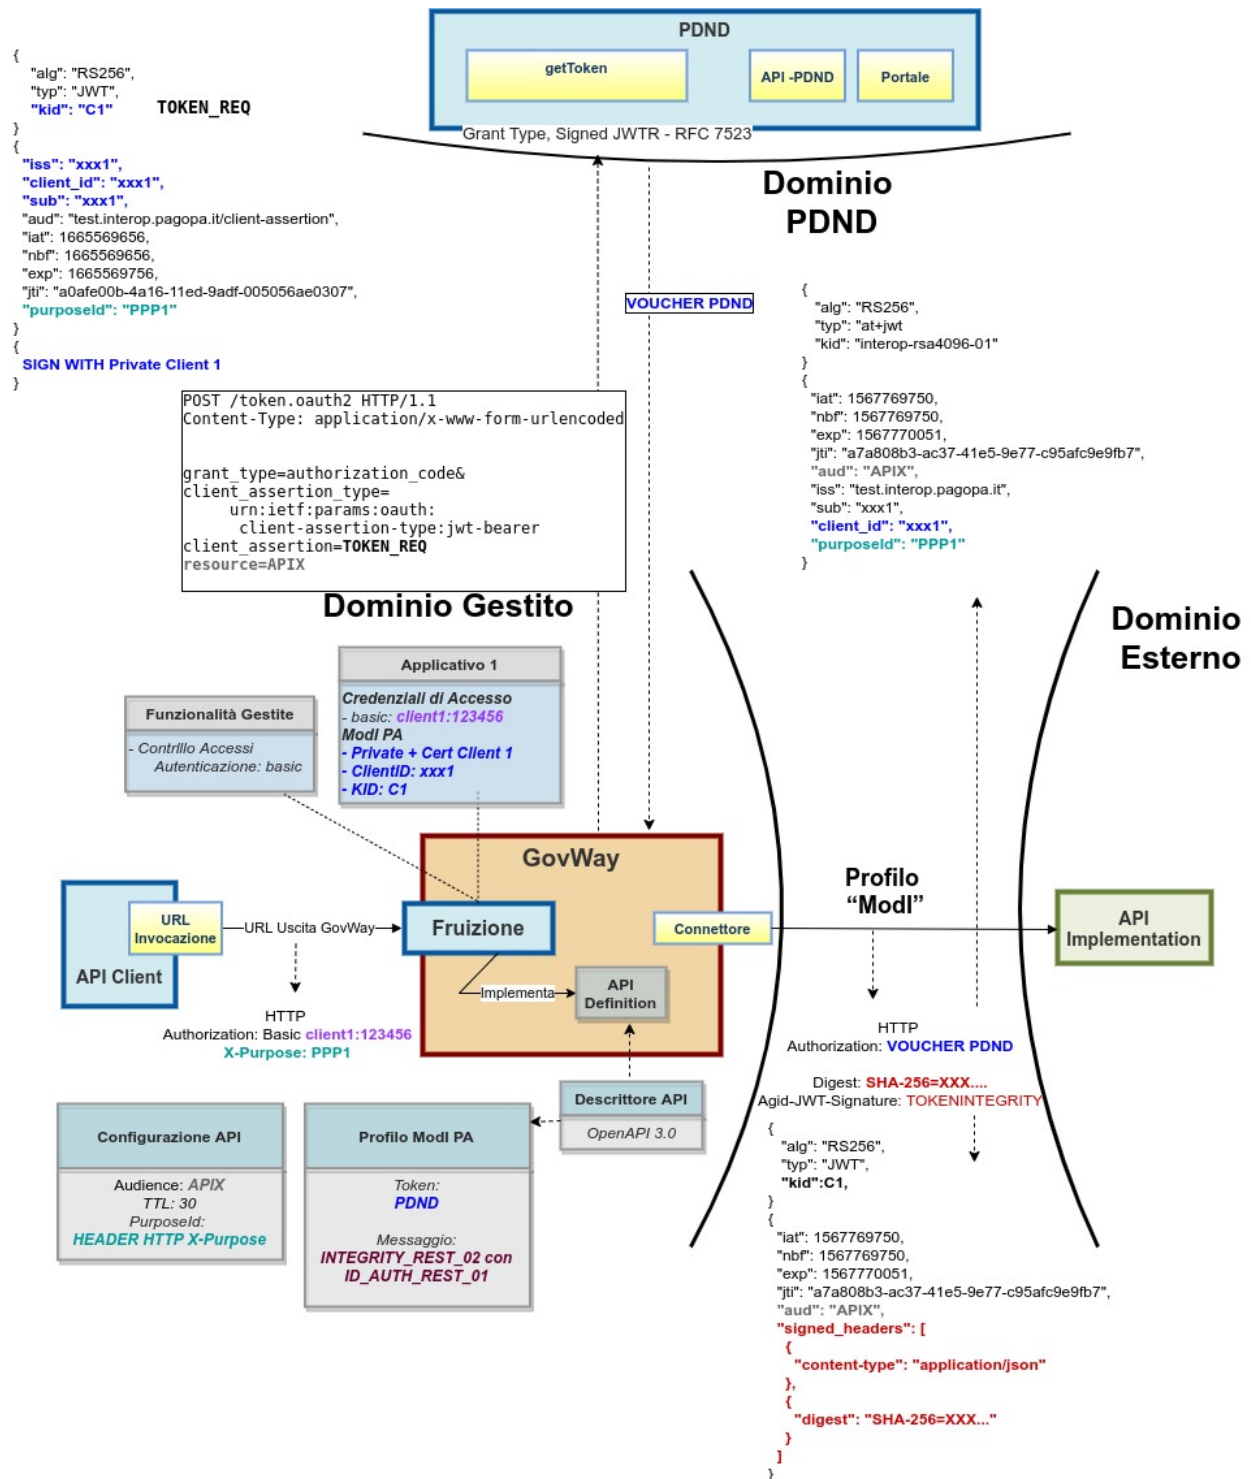 PDND
getToken
API -PDND
Portale
Grant Type, Signed JWTR - RFC 7523
{
"alg": "RS256",
"typ": "JWT",
"kid": "C1"
TOKEN_REQ
}
{
"iss": "xxx1",
"client_id": "xxx1",
"sub": "xxx1",
"aud": "test.interop.pagopa.it/client-assertion",
"iat": 1665569656,
"nbf": 1665569656,
"exp": 1665569756,
"jti": "a0afe00b-4a16-11ed-9adf-005056ae0307",
"purposeId": "PPP1"
}
{
SIGN WITH Private Client 1
}
Dominio
PDND
VOUCHER PDND
{
"alg": "RS256",
"typ": "at+jwt
"kid": "interop-rsa4096-01"
}
{
"iat": 1567769750,
"nbf": 1567769750,
"exp": 1567770051,
"jti": "a7a808b3-ac37-41e5-9e77-c95afc9e9fb7",
"aud": "APIX",
"iss": "test.interop.pagopa.it",
"sub": "xxx1",
"client_id": "xxx1",
"purposeId": "PPP1"
}
POST /token.oauth2 HTTP/1.1
Content-Type: application/x-www-form-urlencoded
grant_type=authorization_code&
client_assertion_type=
urn:ietf:params:oauth:
client-assertion-type:jwt-bearer
client_assertion=TOKEN_REQ
resource=APIX
Dominio Gestito
Dominio
Esterno
Funzionalità Gestite
- Contrlllo Accessi
Autenticazione: basic
Applicativo 1
Credenziali di Accesso
- basic: client1:123456
ModI PA
- Private + Cert Client 1
- ClientID: xxx1
- KID: C1
GovWay
API Client
URL
Invocazione
URL Uscita GovWay
Fruizione
Implementa
API
Definition
Connettore
Profilo
“ModI”
API
Implementation
HTTP
Authorization: Basic client1:123456
X-Purpose: PPP1
HTTP
Authorization: VOUCHER PDND
Digest: SHA-256=XXX....
Agid-JWT-Signature: TOKENINTEGRITY
Configurazione API
Audience: APIX
TTL: 30
PurposeId:
HEADER HTTP X-Purpose
Profilo ModI PA
Token:
PDND
Messaggio:
INTEGRITY_REST_02 con
ID_AUTH_REST_01
Descrittore API
OpenAPI 3.0
{
"alg": "RS256",
"typ": "JWT",
"kid":C1,
}
{
"iat": 1567769750,
"nbf": 1567769750,
"exp": 1567770051,
"jti": "a7a808b3-ac37-41e5-9e77-c95afc9e9fb7",
"aud": "APIX",
"signed_headers": [
{
"content-type": "application/json"
},
{
"digest": "SHA-256=XXX..."
}
]
}